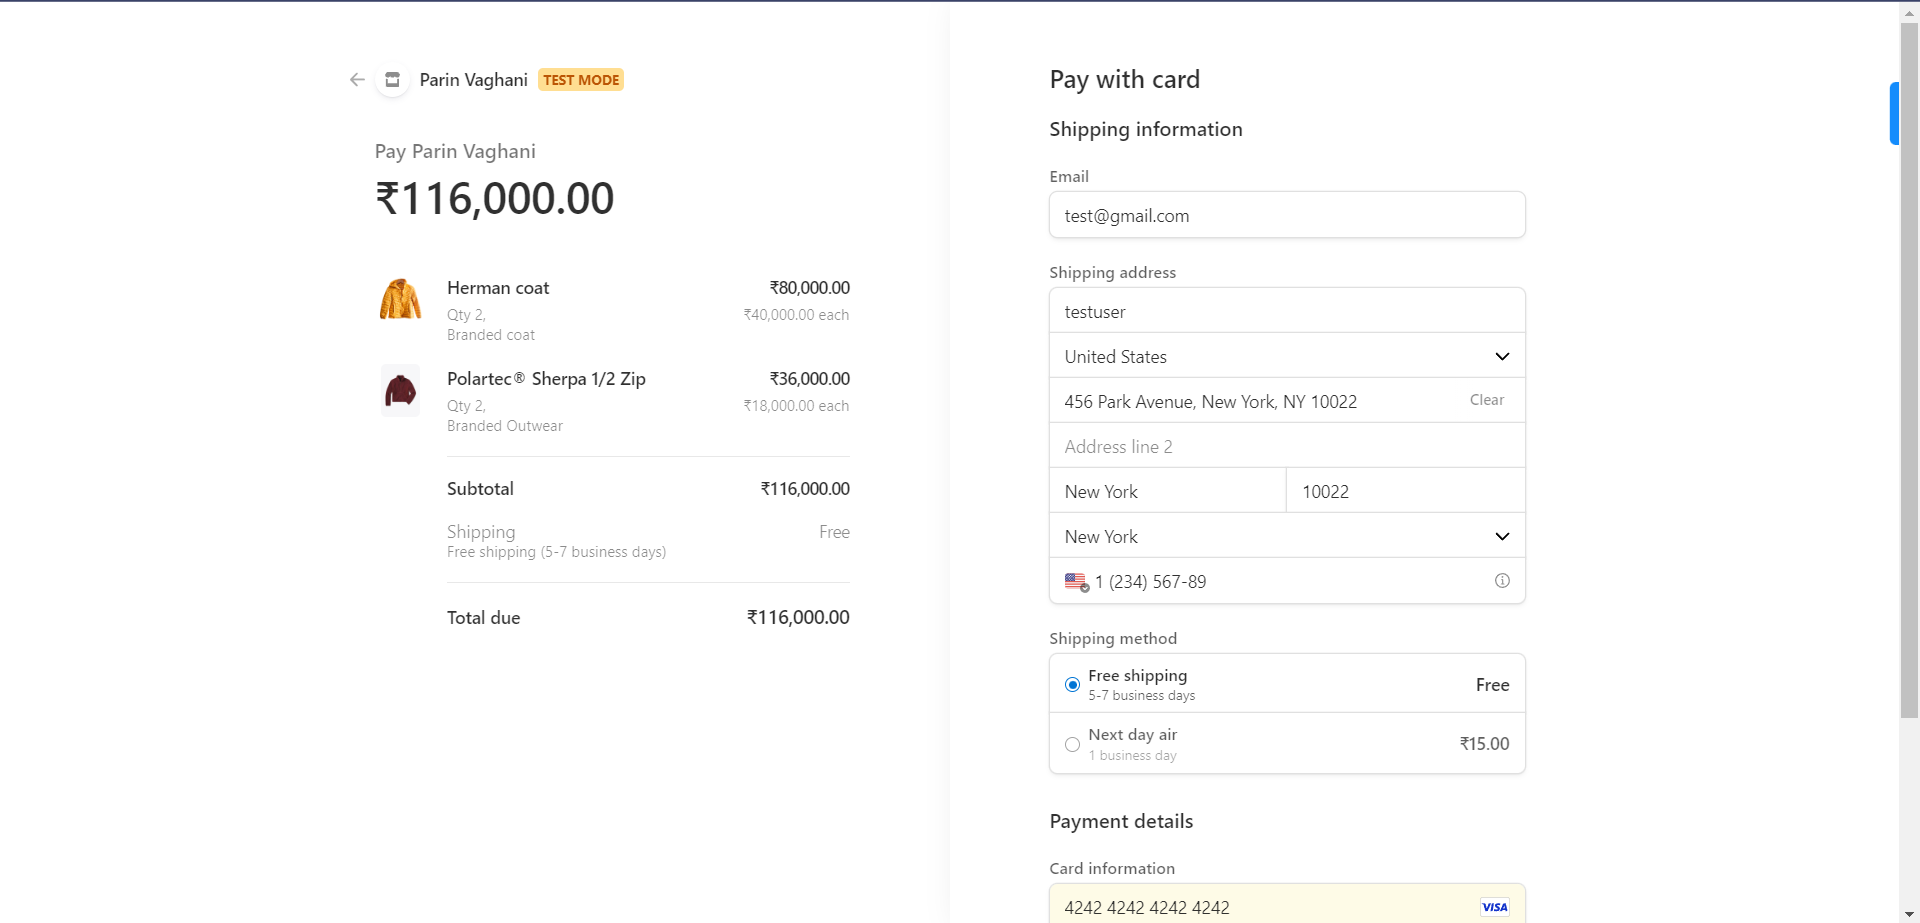 Parin Vaghani TEST MODE
Pay Parin Vaghani
₹116,000.00
Herman coat ₹80,000.00
Qty 2, ₹40,000.00 each
Branded coat
Polartec® Sherpa 1/2 Zip ₹36,000.00
Qty 2, ₹18,000.00 each
Branded Outwear
Subtotal ₹116,000.00
Shipping Free
Free shipping (5-7 business days)
Total due ₹116,000.00
Pay with card
Shipping information
Email
test@gmail.com
Shipping address
testuser
United States
456 Park Avenue, New York, NY 10022 Clear
Address line 2
New York 10022
New York
1 (234) 567-89
Shipping method
Free shipping Free
5-7 business days
Next day air ₹15.00
1 business day
Payment details
Card information
4242 4242 4242 4242 VISA